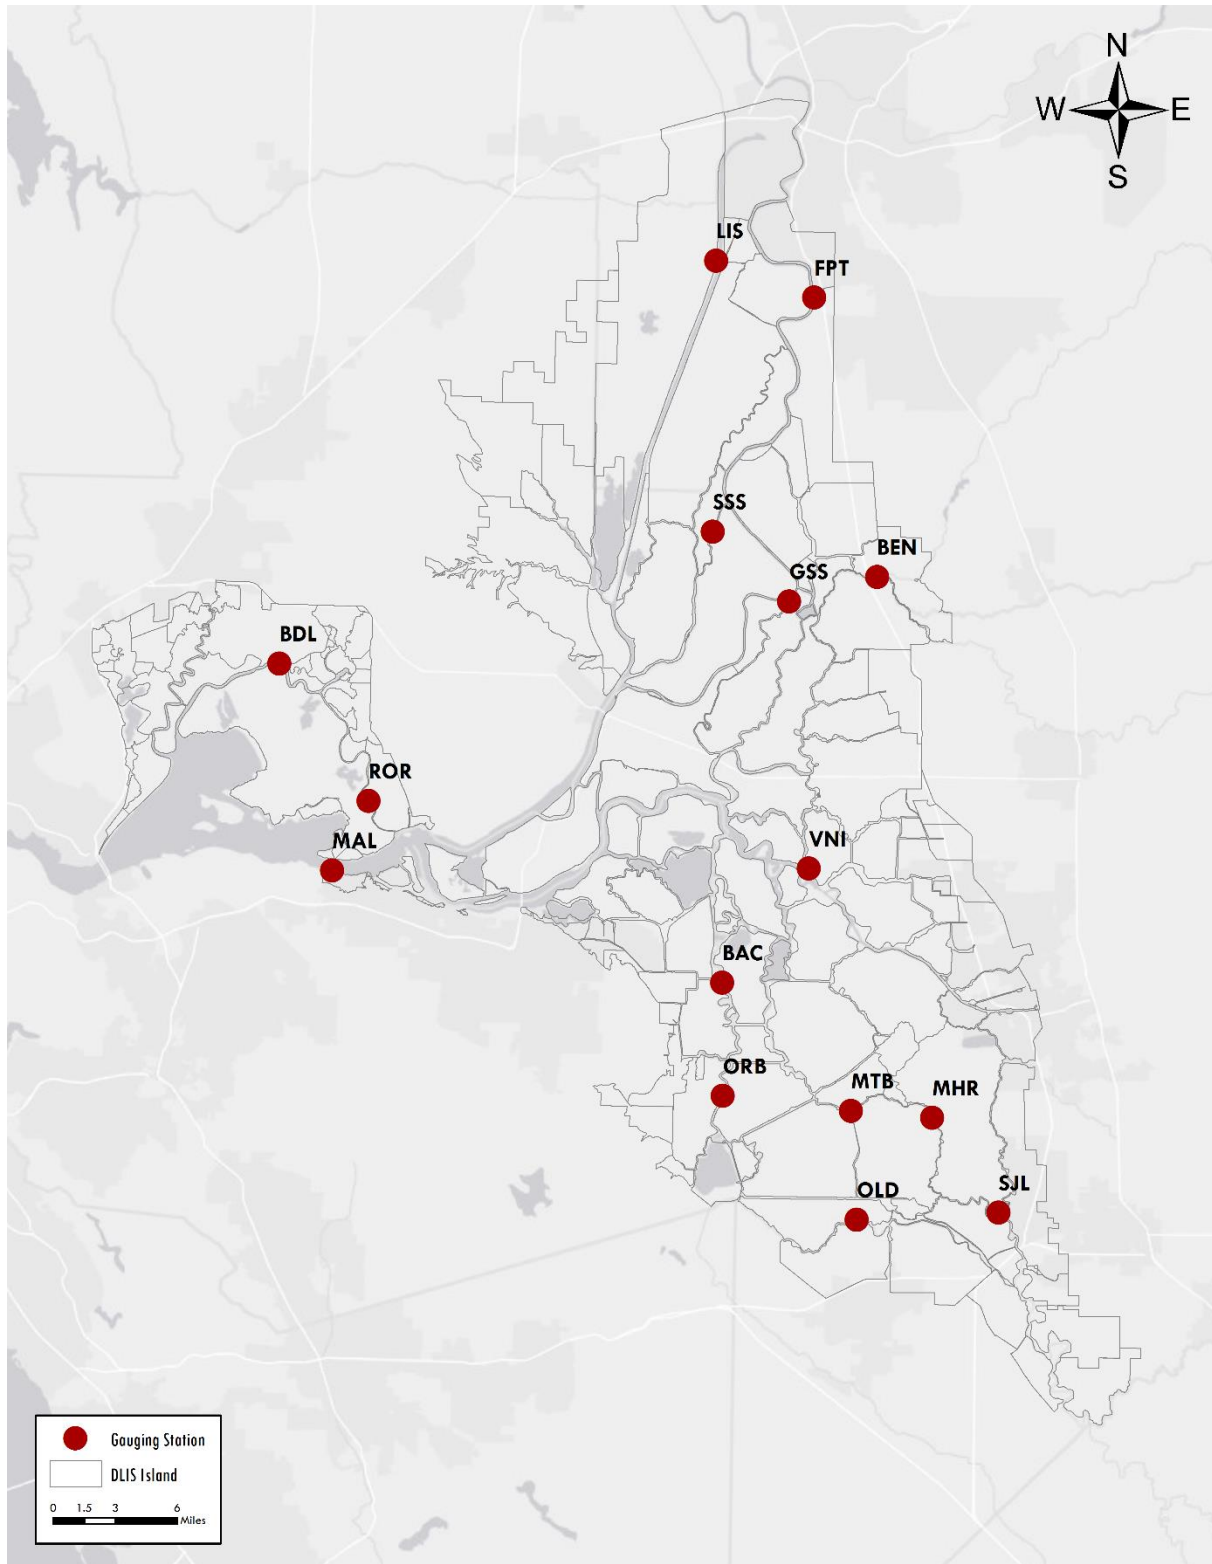 N
W E
S
LIS
FPT
SSS
BEN
GSS
BDL
ROR
MAL
VNI
BAC
ORB
MTB
MHR
SJL
OLD
Gauging Station
DLIS Island
0 1.5 3 6
Miles